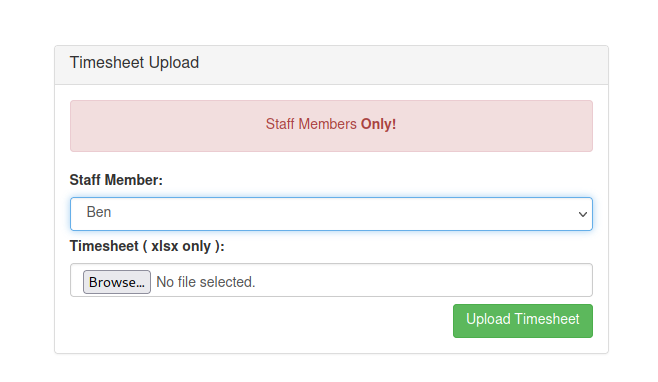 Timesheet Upload
Staff Members Only!
Staff Member:
Ben
Timesheet ( xlsx only ):
Browse... No file selected.
Upload Timesheet